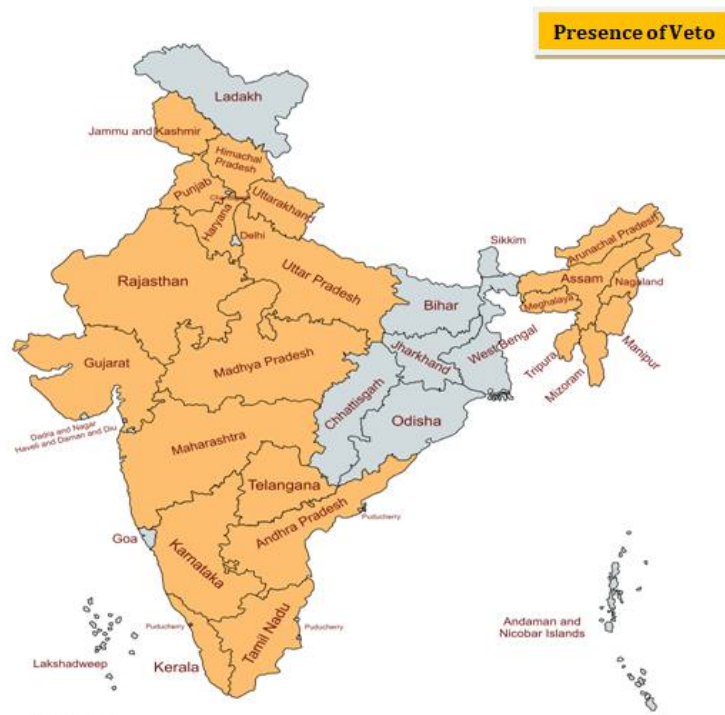 Presence of Veto
Ladakh
Jammu and Kashmir
Himachal
Pradesh
Punjab
Uttarakhand
Haryana
Delhi
Rajasthan
Uttar Pradesh
Sikkim
Arunachal Pradesh
Assam
Nagaland
Meghalaya
Manipur
Tripura
Mizoram
Bihar
Jharkhand
West Bengal
Gujarat
Madhya Pradesh
Chhattisgarh
Odisha
Dadra and Nagar
Haveli and Daman and Diu
Maharashtra
Telangana
Andhra Pradesh
Puducherry
Goa
Karnataka
Puducherry
Puducherry
Tamil Nadu
Kerala
Lakshadweep
Andaman and
Nicobar Islands